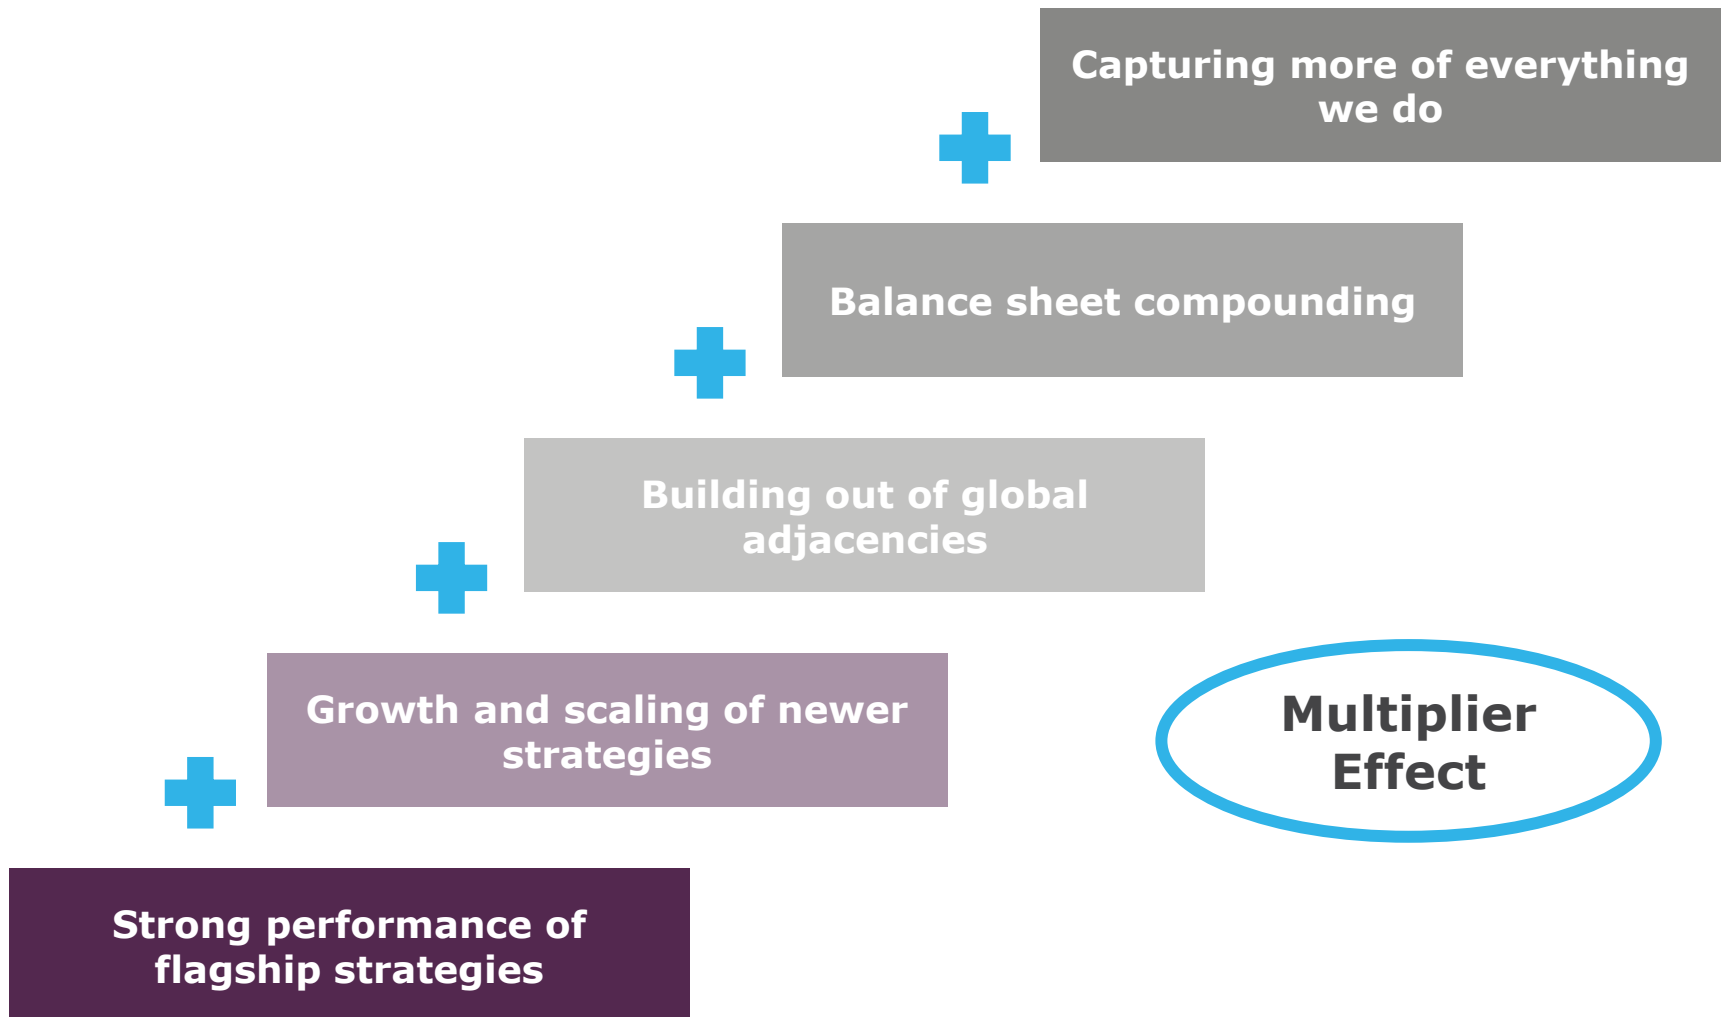 Capturing more of everything
we do
Balance sheet compounding
Building out of global
adjacencies
Growth and scaling of newer
strategies
Multiplier
Effect
Strong performance of
flagship strategies